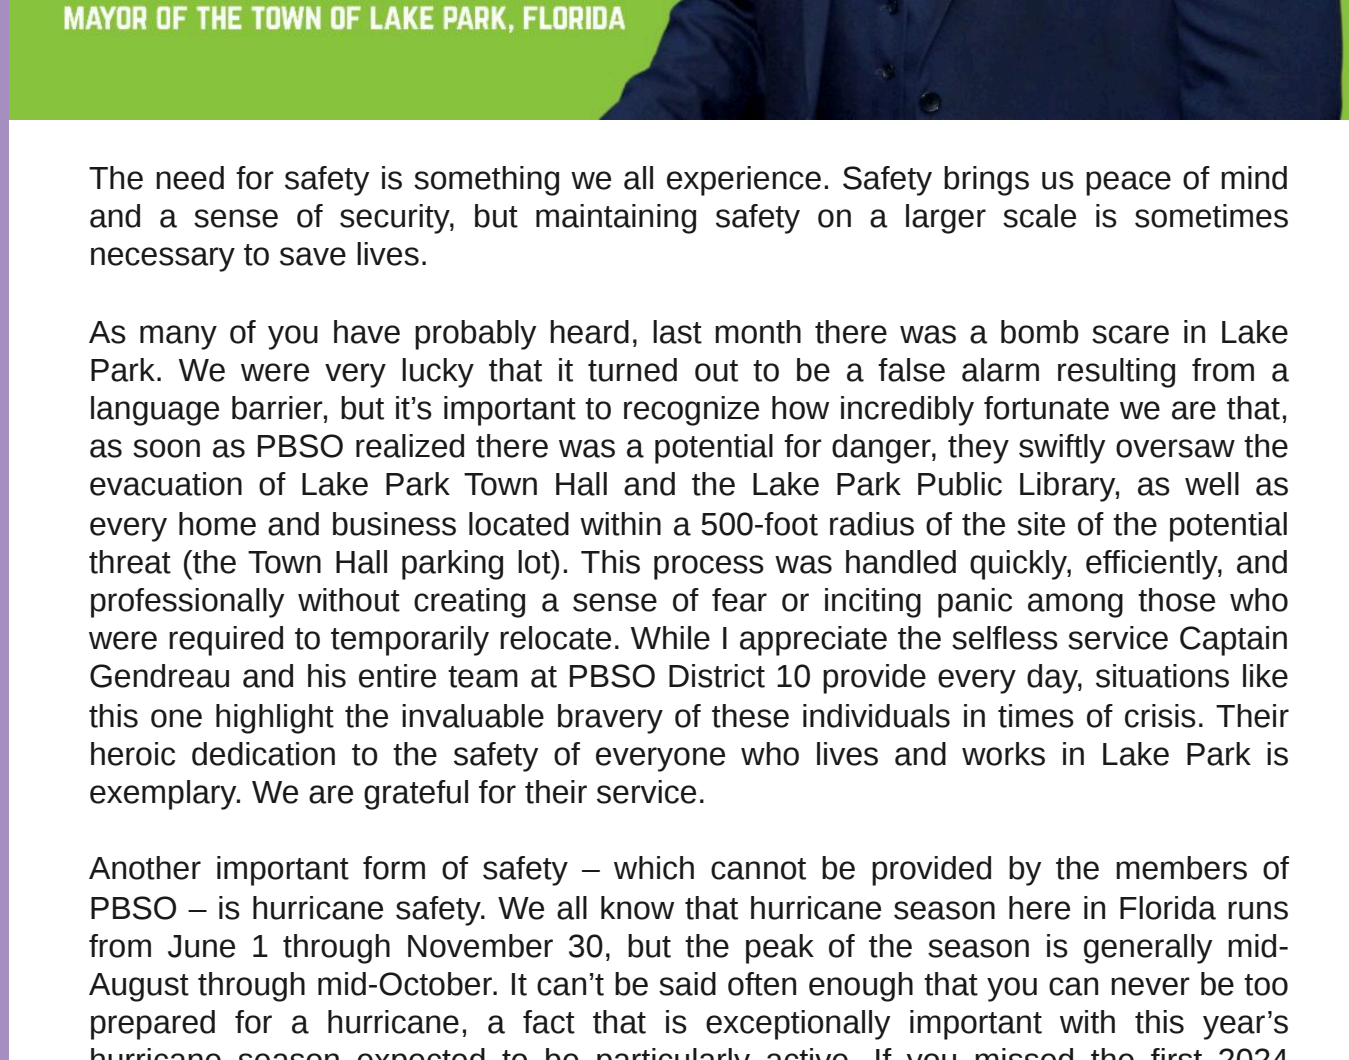 MAYOR OF THE TOWN OF LAKE PARK, FLORIDA
The need for safety is something we all experience. Safety brings us peace of mind
and a sense of security, but maintaining safety on a larger scale is sometimes
necessary to save lives.
As many of you have probably heard, last month there was a bomb scare in Lake
Park. We were very lucky that it turned out to be a false alarm resulting from a
language barrier, but it’s important to recognize how incredibly fortunate we are that,
as soon as PBSO realized there was a potential for danger, they swiftly oversaw the
evacuation of Lake Park Town Hall and the Lake Park Public Library, as well as
every home and business located within a 500-foot radius of the site of the potential
threat (the Town Hall parking lot). This process was handled quickly, efficiently, and
professionally without creating a sense of fear or inciting panic among those who
were required to temporarily relocate. While I appreciate the selfless service Captain
Gendreau and his entire team at PBSO District 10 provide every day, situations like
this one highlight the invaluable bravery of these individuals in times of crisis. Their
heroic dedication to the safety of everyone who lives and works in Lake Park is
exemplary. We are grateful for their service.
Another important form of safety – which cannot be provided by the members of
PBSO – is hurricane safety. We all know that hurricane season here in Florida runs
from June 1 through November 30, but the peak of the season is generally mid-
August through mid-October. It can’t be said often enough that you can never be too
prepared for a hurricane, a fact that is exceptionally important with this year’s
hurricane season expected to be particularly active. If you missed the first 2024